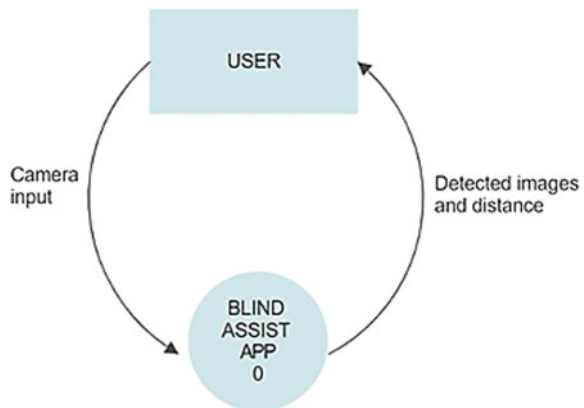 USER
Camera
input
Detected images
and distance
BLIND
ASSIST
APP
0